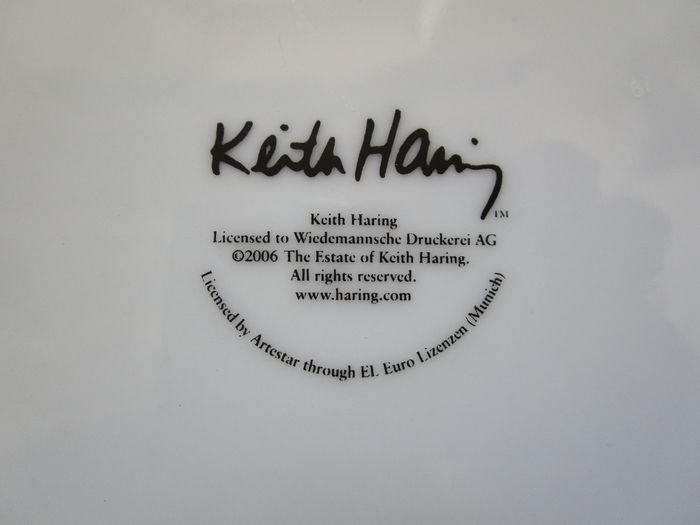 Keith Haring
TM
Keith Haring
Licensed to Wiedemannsche Druckerei AG
©2006 The Estate of Keith Haring.
All rights reserved.
www.haring.com
Licensed by Artestar through EL Euro Lizenzen (Munich)
57